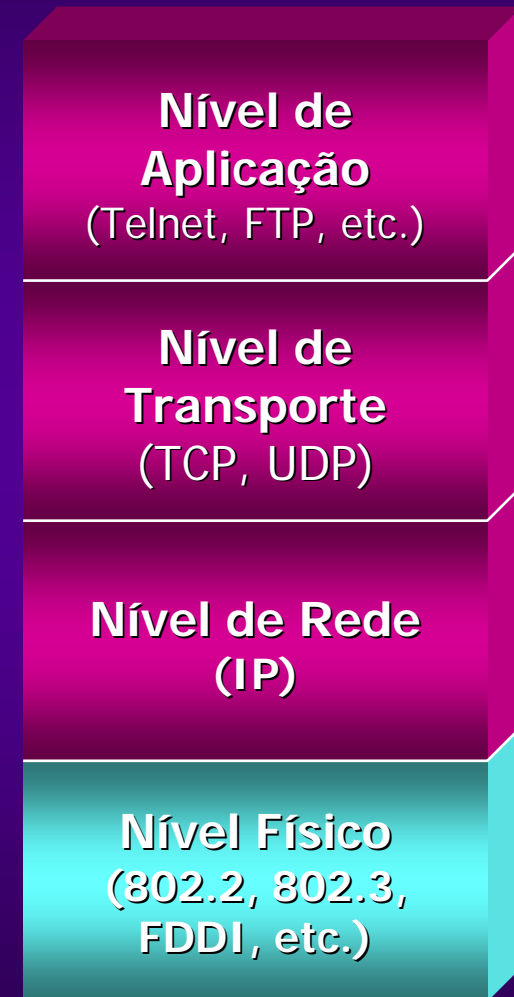 Nível de
Aplicação
(Telnet, FTP, etc.)
Nível de
Transporte
(TCP, UDP)
Nível de Rede
(IP)
Nível Físico
(802.2, 802.3,
FDDI, etc.)